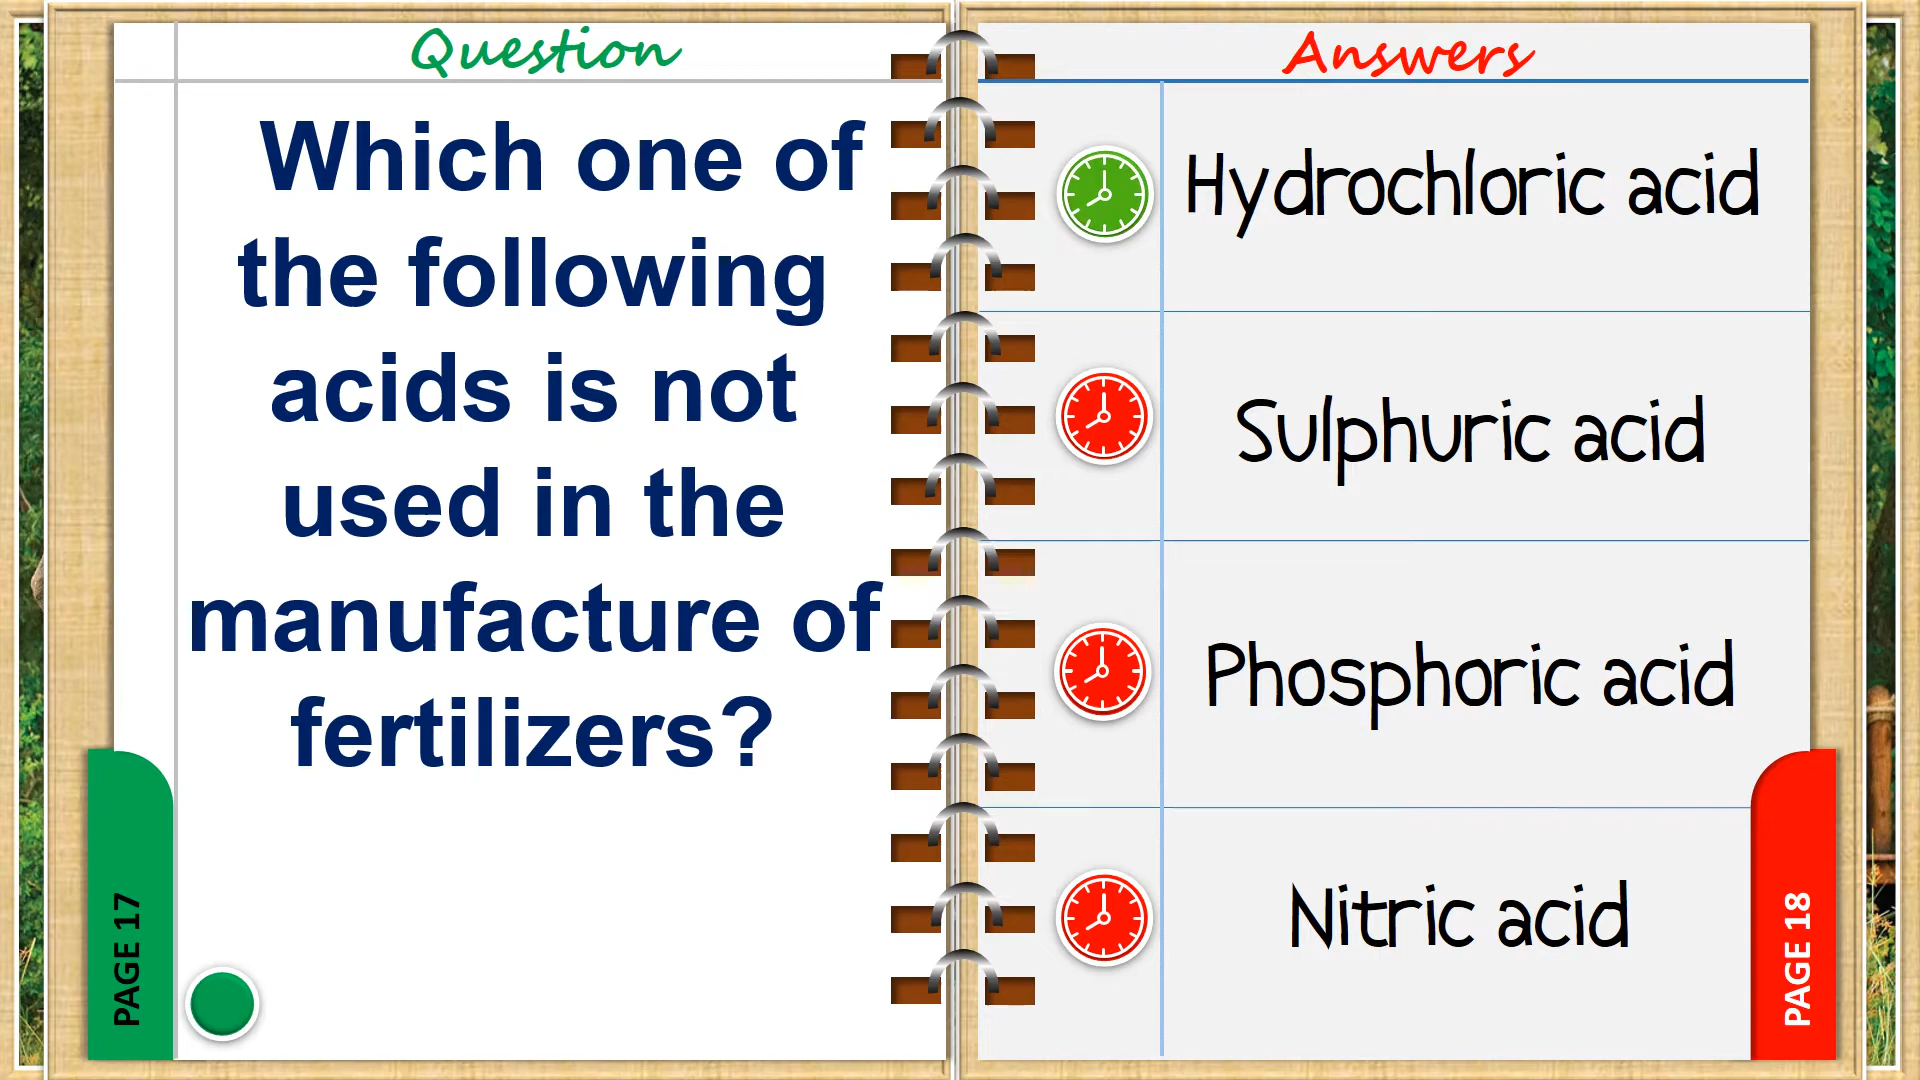 Question
Which one of
the following
acids is not
used in the
manufacture of
fertilizers?
PAGE 17
Answers
Hydrochloric acid
Sulphuric acid
Phosphoric acid
Nitric acid
PAGE 18